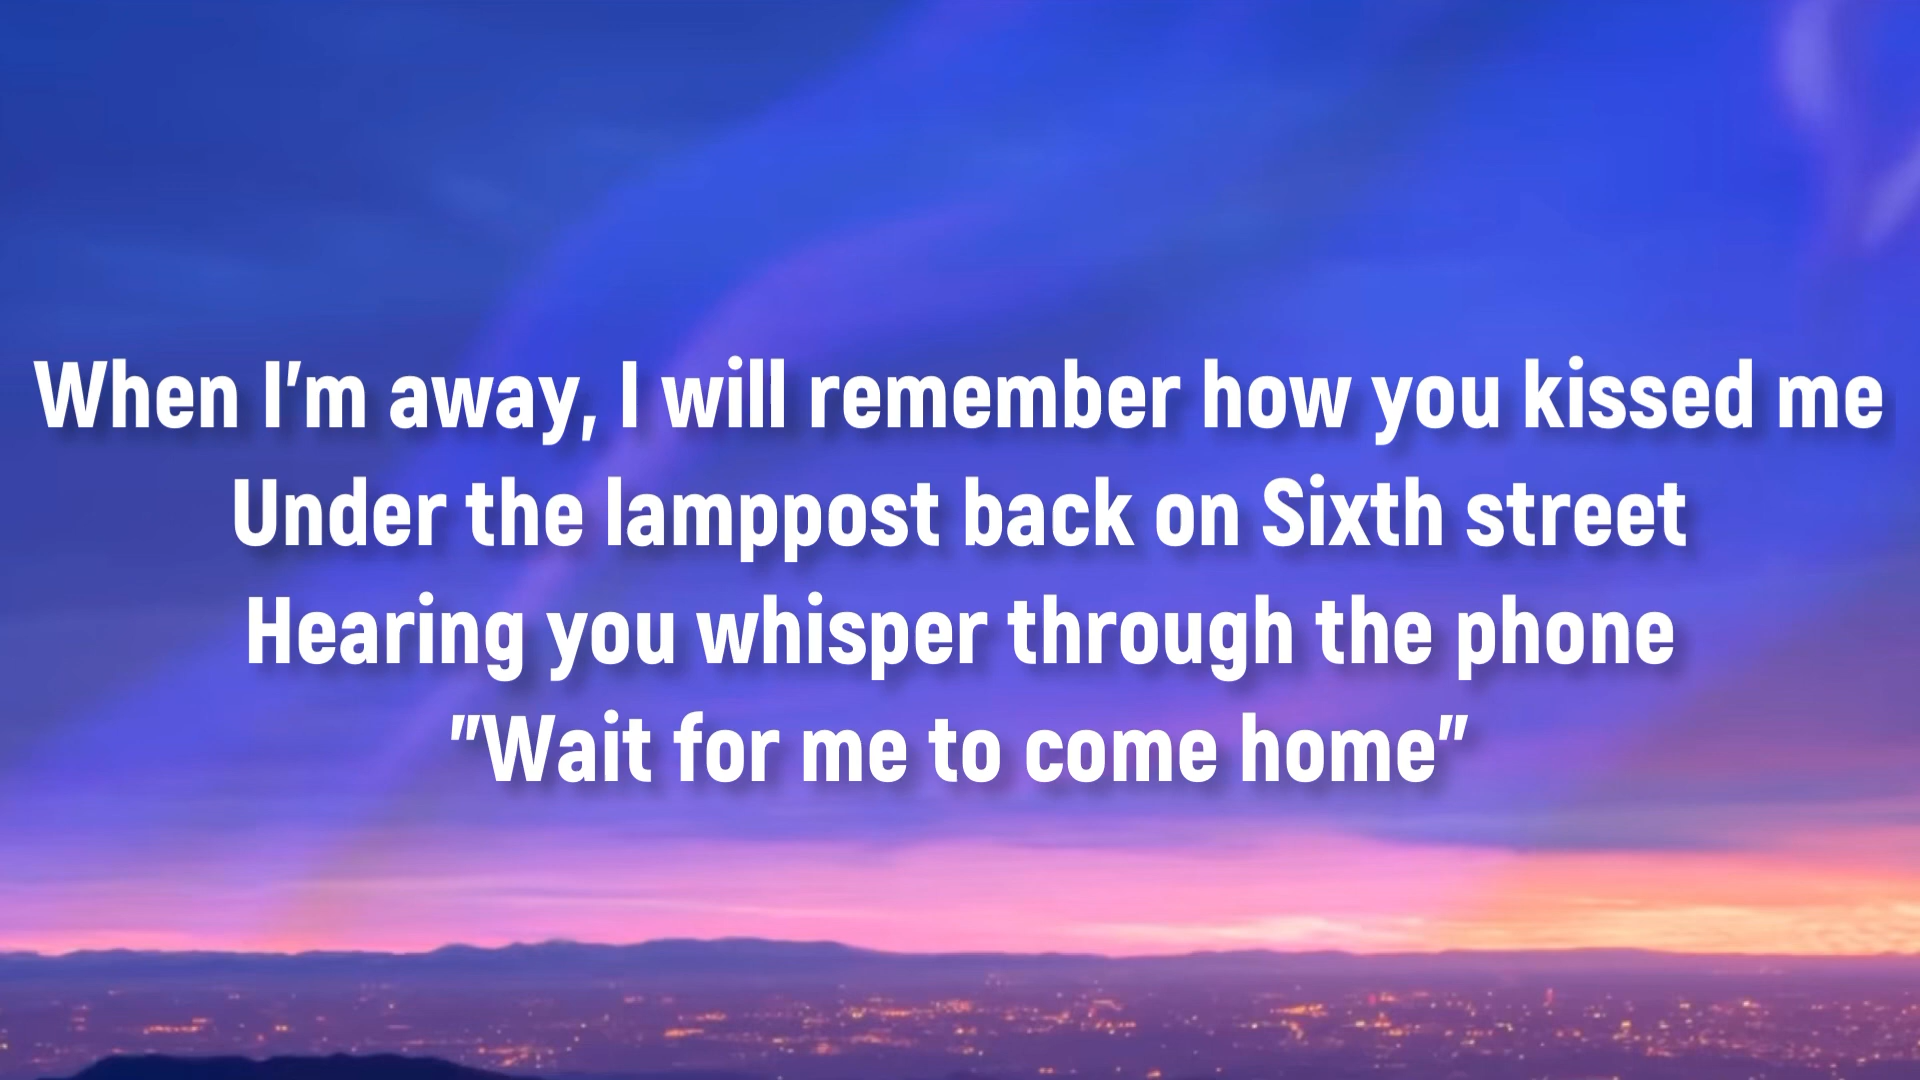 When I'm away, I will remember how you kissed me
Under the lamppost back on Sixth street
Hearing you whisper through the phone
"Wait for me to come home"